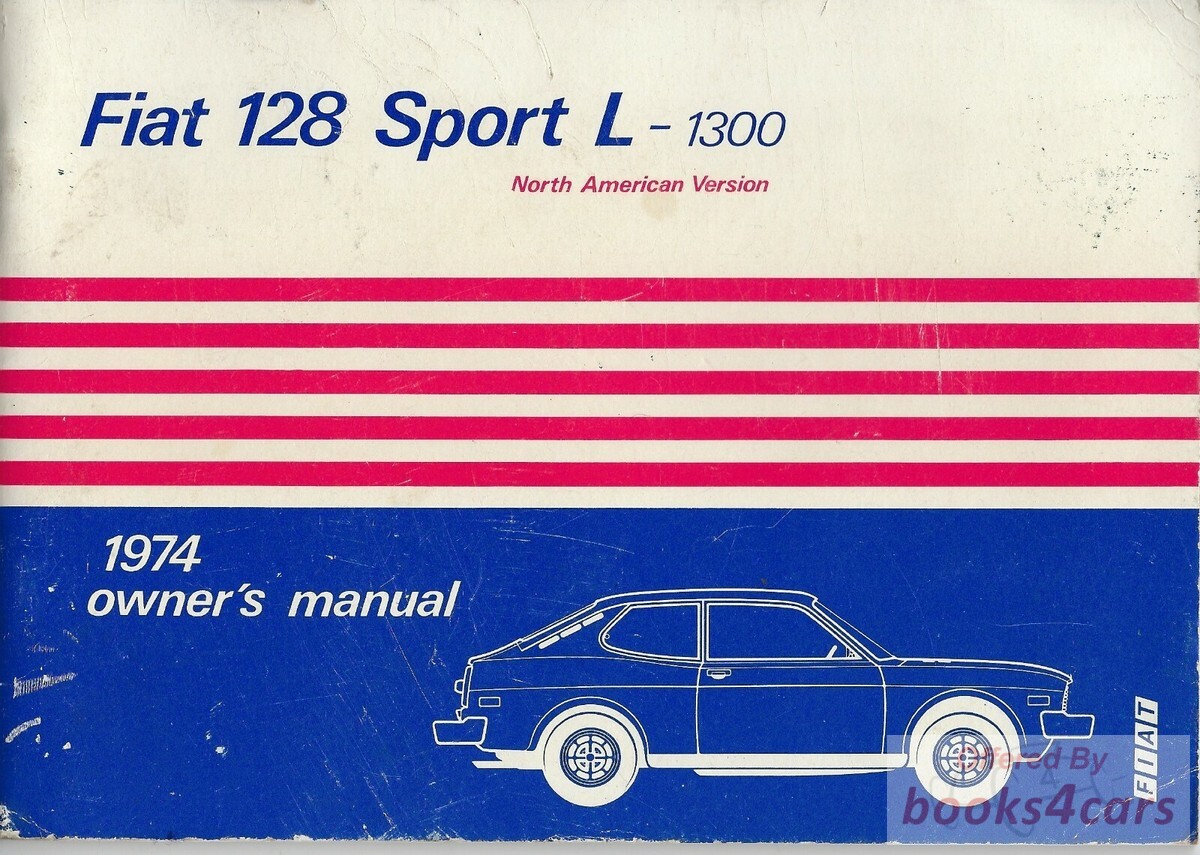 Fiat 128 Sport L - 1300
North American Version
1974
owner's manual
FIAT
Offered By
books4cars